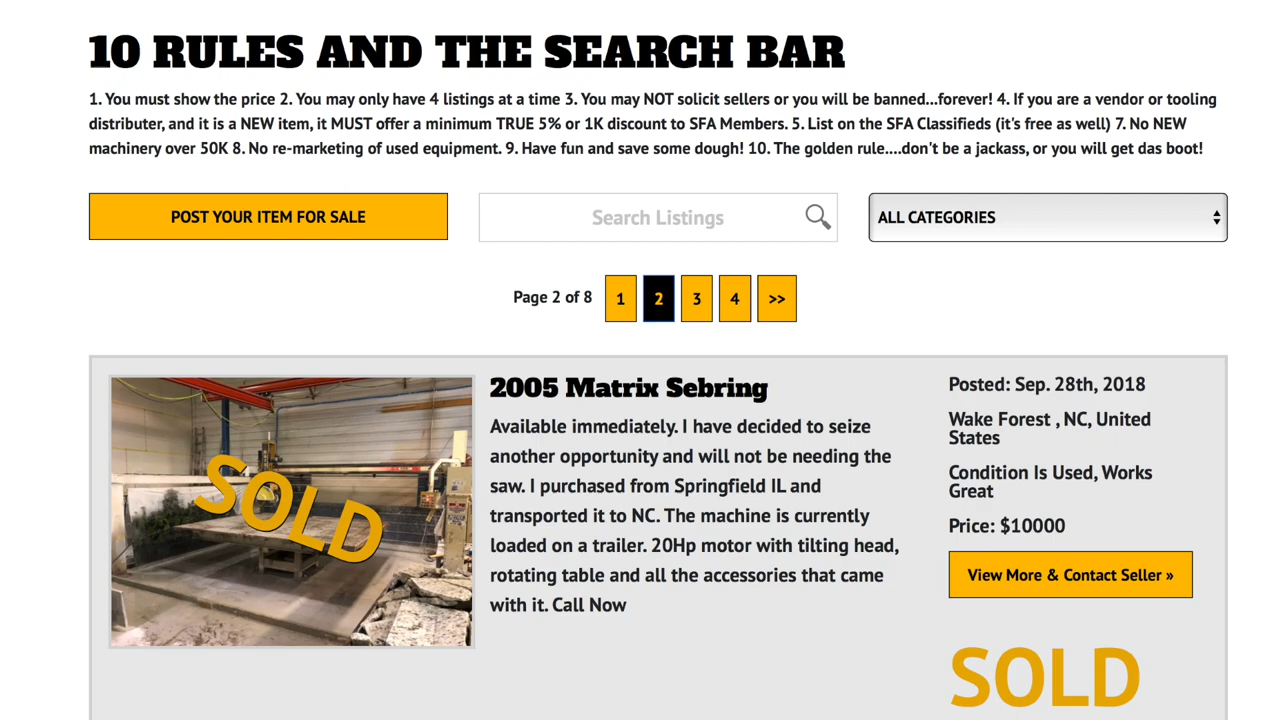 10 RULES AND THE SEARCH BAR
1. You must show the price 2. You may only have 4 listings at a time 3. You may NOT solicit sellers or you will be banned...forever! 4. If you are a vendor or tooling
distributer, and it is a NEW item, it MUST offer a minimum TRUE 5% or 1K discount to SFA Members. 5. List on the SFA Classifieds (it's free as well) 7. No NEW
machinery over 50K 8. No re-marketing of used equipment. 9. Have fun and save some dough! 10. The golden rule....don't be a jackass, or you will get das boot!
POST YOUR ITEM FOR SALE
Search Listings
ALL CATEGORIES
Page 2 of 8 1 2 3 4 >>
SOLD
2005 Matrix Sebring
Available immediately. I have decided to seize
another opportunity and will not be needing the
saw. I purchased from Springfield IL and
transported it to NC. The machine is currently
loaded on a trailer. 20Hp motor with tilting head,
rotating table and all the accessories that came
with it. Call Now
Posted: Sep. 28th, 2018
Wake Forest , NC, United
States
Condition Is Used, Works
Great
Price: $10000
View More & Contact Seller »
SOLD